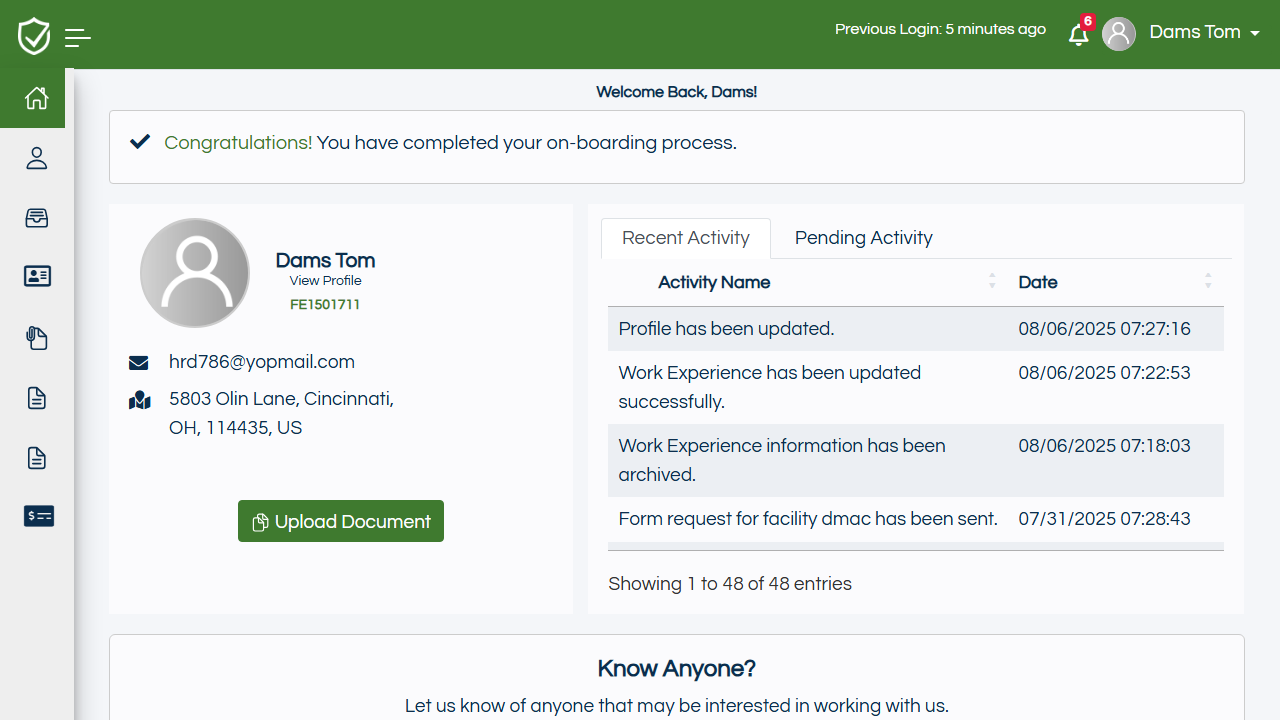 Previous Login: 5 minutes ago
6
Dams Tom
Welcome Back, Dams!
Congratulations! You have completed your on-boarding process.
Dams Tom
View Profile
FE1501711
hrd786@yopmail.com
5803 Olin Lane, Cincinnati,
OH, 114435, US
Upload Document
Recent Activity
Pending Activity
Activity Name
Date
Profile has been updated.
08/06/2025 07:27:16
Work Experience has been updated
successfully.
08/06/2025 07:22:53
Work Experience information has been
archived.
08/06/2025 07:18:03
Form request for facility dmac has been sent.
07/31/2025 07:28:43
Showing 1 to 48 of 48 entries
Know Anyone?
Let us know of anyone that may be interested in working with us.